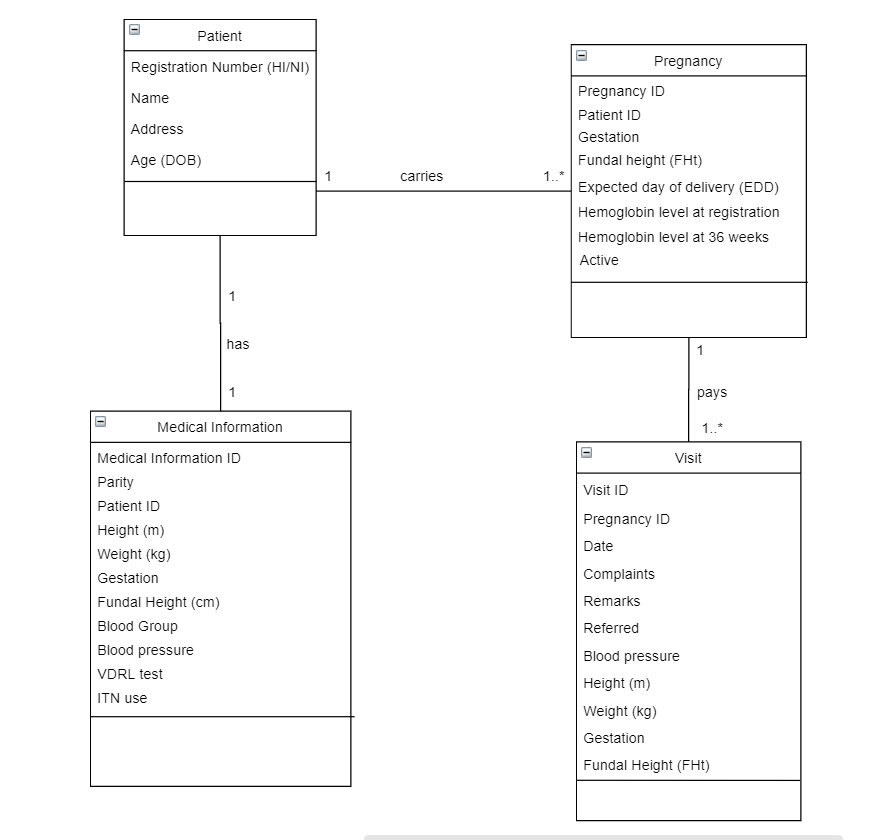 Patient
Registration Number (HI/NI)
Name
Address
Age (DOB)
1
carries
1..*
Pregnancy
Pregnancy ID
Patient ID
Gestation
Fundal height (FHt)
Expected day of delivery (EDD)
Hemoglobin level at registration
Hemoglobin level at 36 weeks
Active
1
has
1
1
pays
1..*
Medical Information
Medical Information ID
Parity
Patient ID
Height (m)
Weight (kg)
Gestation
Fundal Height (cm)
Blood Group
Blood pressure
VDRL test
ITN use
Visit
Visit ID
Pregnancy ID
Date
Complaints
Remarks
Referred
Blood pressure
Height (m)
Weight (kg)
Gestation
Fundal Height (FHt)